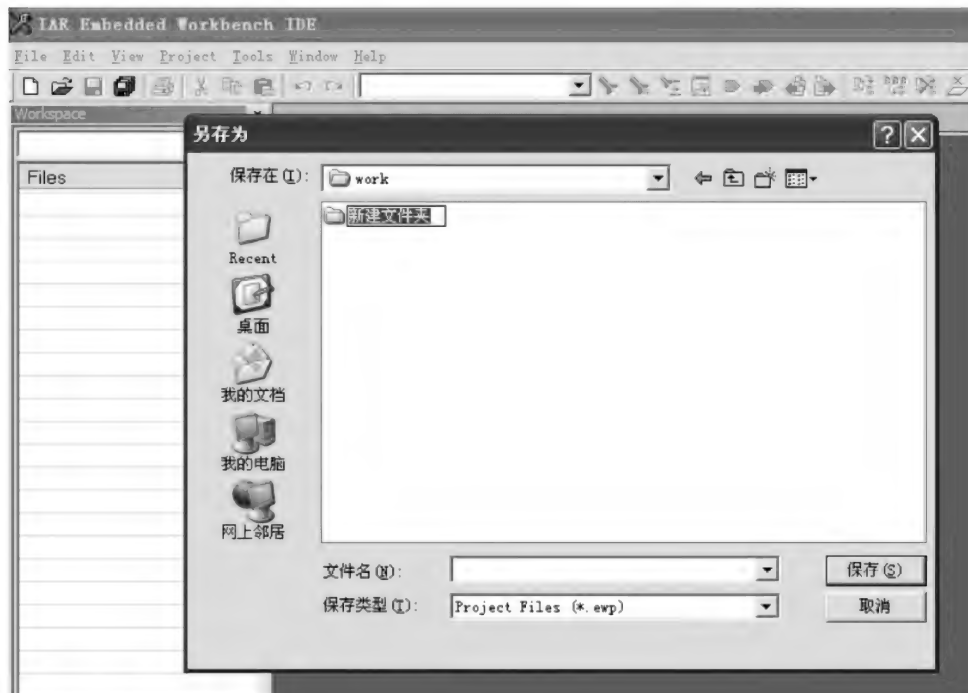 IAR Embedded Workbench IDE
File Edit View Project Tools Window Help
Workspace
另存为
Files
保存在(I):
work
新建文件夹
Recent
桌面
我的文档
我的电脑
网上邻居
文件名(N):
保存(S)
保存类型(T):
Project Files (*.ewp)
取消